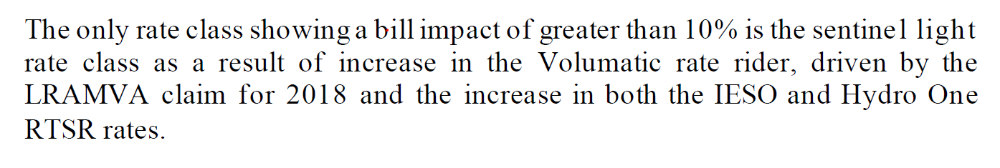 The only rate class showing a bill impact of greater than 10% is the sentinel light
rate class as a result of increase in the Volumatic rate rider, driven by the
LRAMVA claim for 2018 and the increase in both the IESO and Hydro One
RTSR rates.